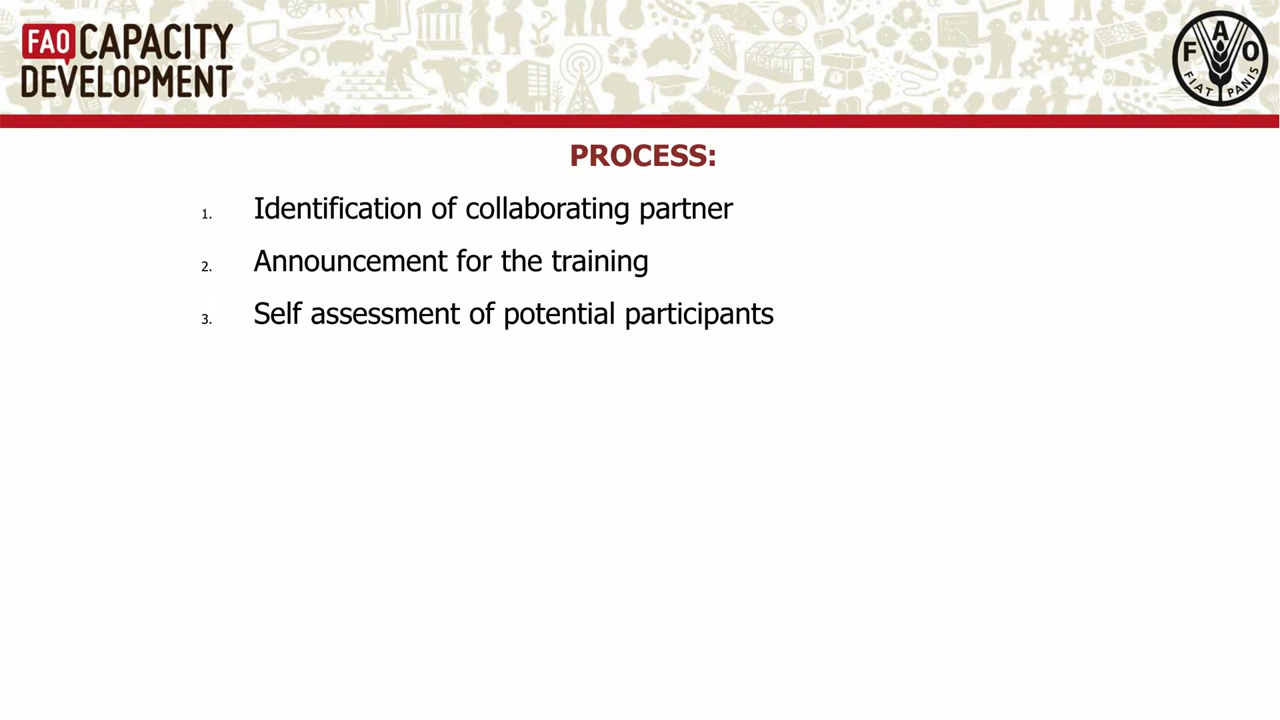 FAO CAPACITY
DEVELOPMENT
F A O
FIAT PANIS
PROCESS:
1. Identification of collaborating partner
2. Announcement for the training
3. Self assessment of potential participants